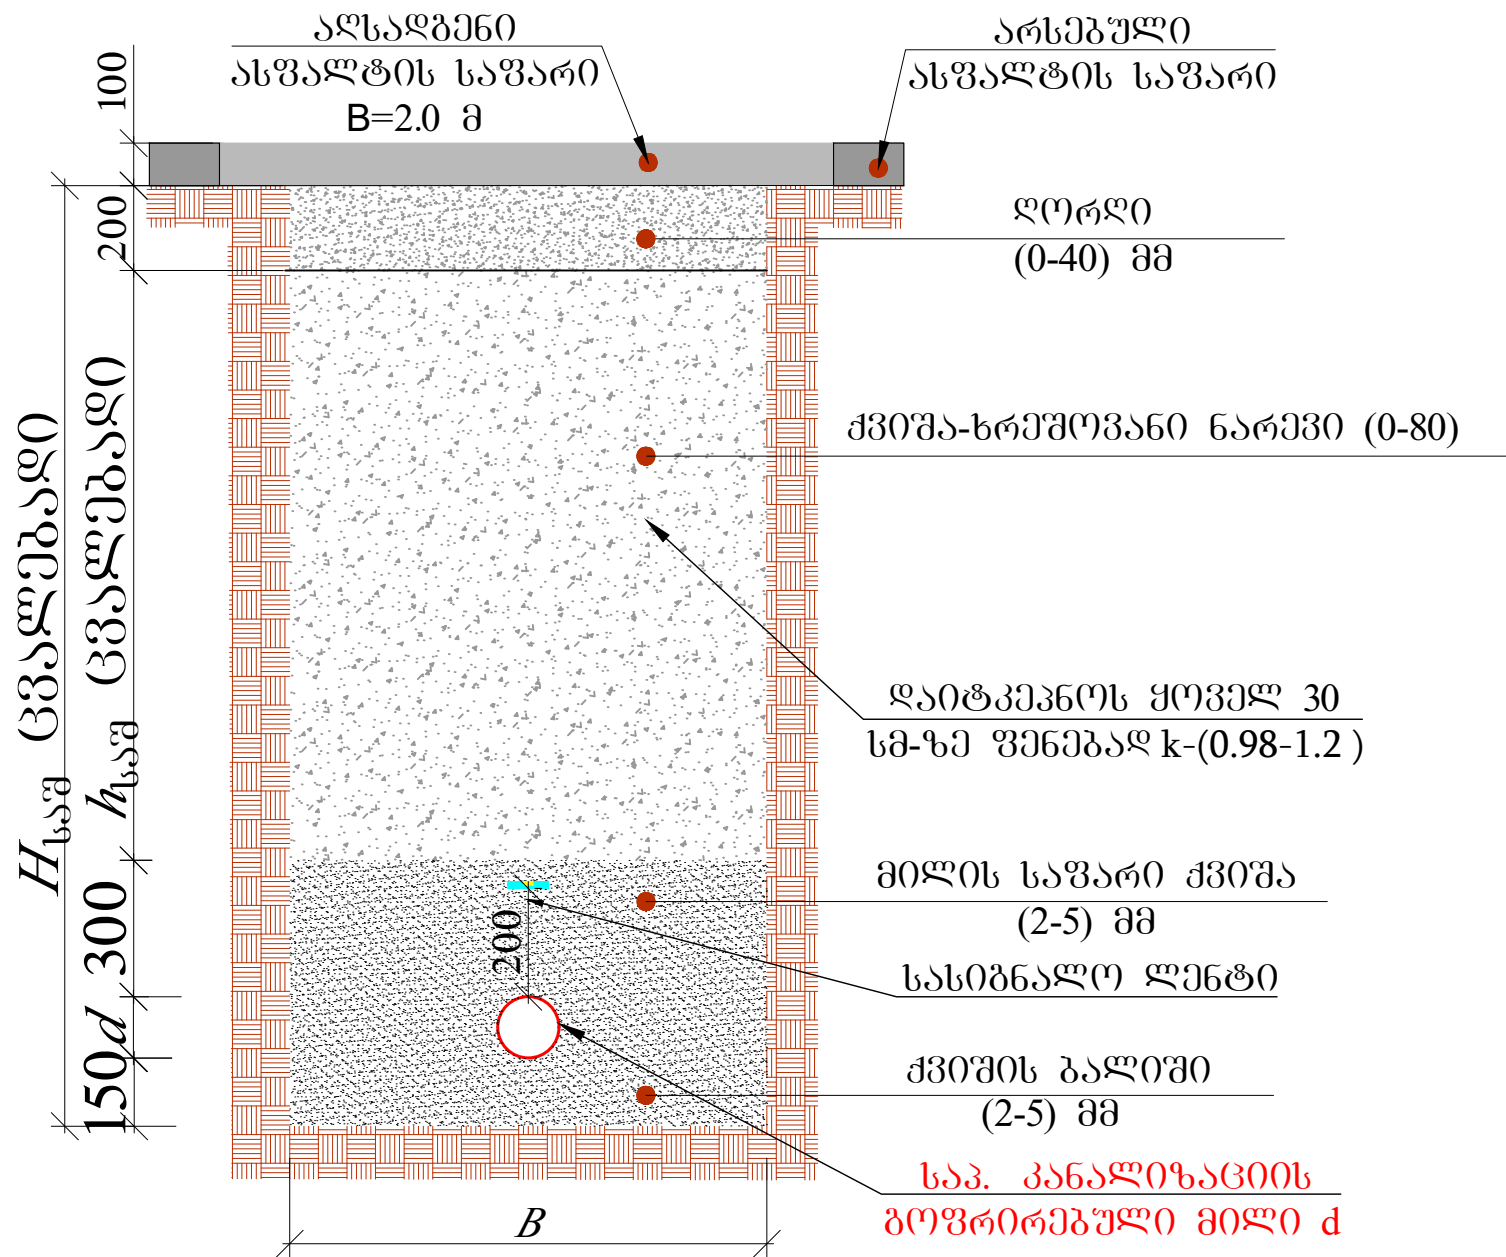 აღსადგენი
ასფალტის საფარი
B=2.0 მ
არსებული
ასფალტის საფარი
100
200
ღორღი
(0-40) მმ
ქვიშა-ხრეშოვანი ნარევი (0-80)
Hსაშ (ცვალებადი)
hსაშ (ცვალებადი)
დაიტკეპნოს ყოველ 30
სმ-ზე ფენებად k-(0.98-1.2 )
მილის საფარი ქვიშა
(2-5) მმ
300
200
სასიგნალო ლენტი
d
150
ქვიშის ბალიში
(2-5) მმ
საკ. კანალიზაციის
გოფრირებული მილი d
B